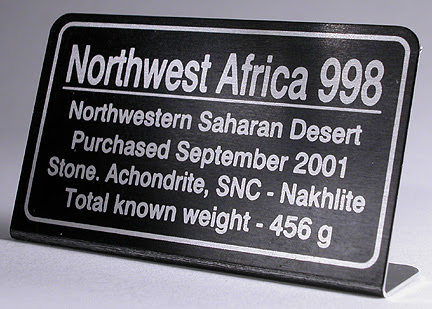 Northwest Africa 998
Northwestern Saharan Desert
Purchased September 2001
Stone. Achondrite, SNC - Nakhlite
Total known weight - 456 g